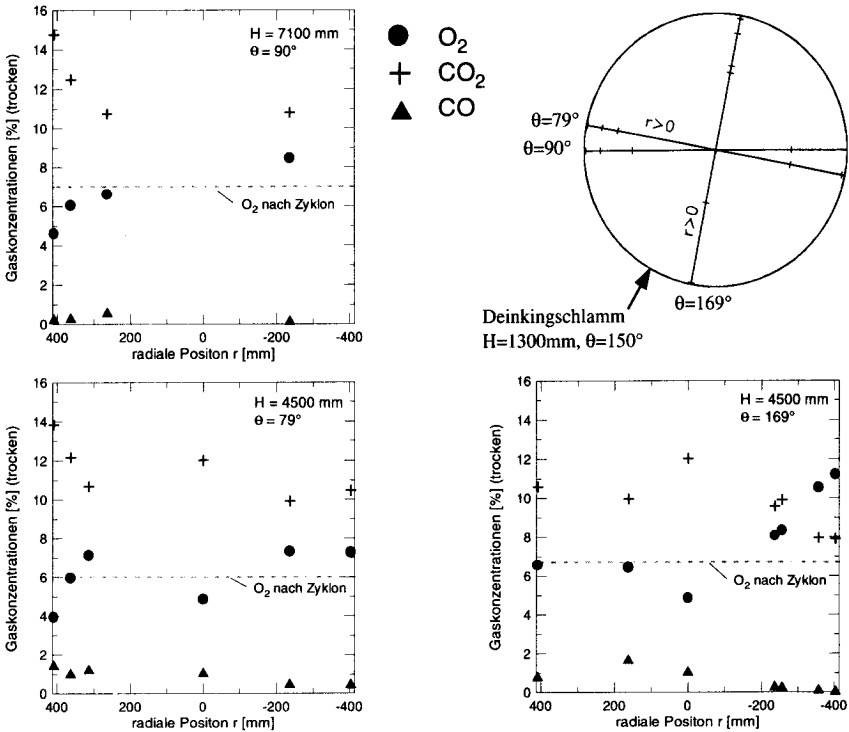 Gaskonzentrationen [%] (trocken)
16
14
12
10
8
6
4
2
0
H = 7100 mm
θ = 90°
O₂ nach Zyklon
400 200 0 -200 -400
radiale Positon r [mm]
O₂
CO₂
CO
θ=79°
θ=90°
r>0
r>0
θ=169°
Deinkingschlamm
H=1300mm, θ=150°
Gaskonzentrationen [%] (trocken)
16
14
12
10
8
6
4
2
0
H = 4500 mm
θ = 79°
O₂ nach Zyklon
400 200 0 -200 -400
radiale Positon r [mm]
Gaskonzentrationen [%] (trocken)
16
14
12
10
8
6
4
2
0
H = 4500 mm
θ = 169°
O₂ nach Zyklon
400 200 0 -200 -400
radiale Positon r [mm]